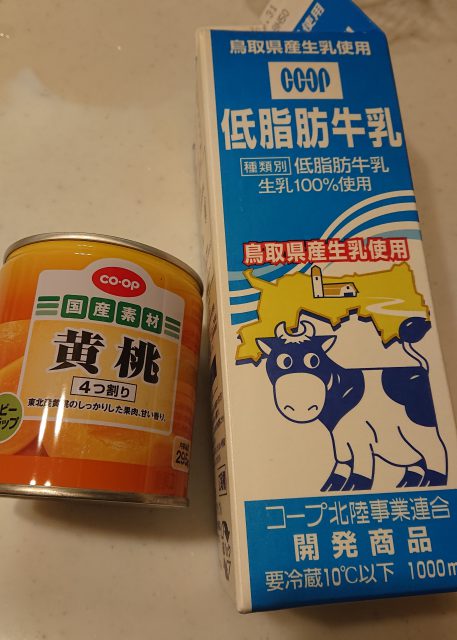 鳥取県産生乳使用
COOP
低脂肪牛乳
種類別 低脂肪牛乳
生乳100%使用
鳥取県産生乳使用
コープ北陸事業連合
開発商品
要冷蔵10℃以下 1000m
CO·OP
国産素材
黄桃
4つ割り
東北産黄桃のしっかりした果肉、甘い香り。
295